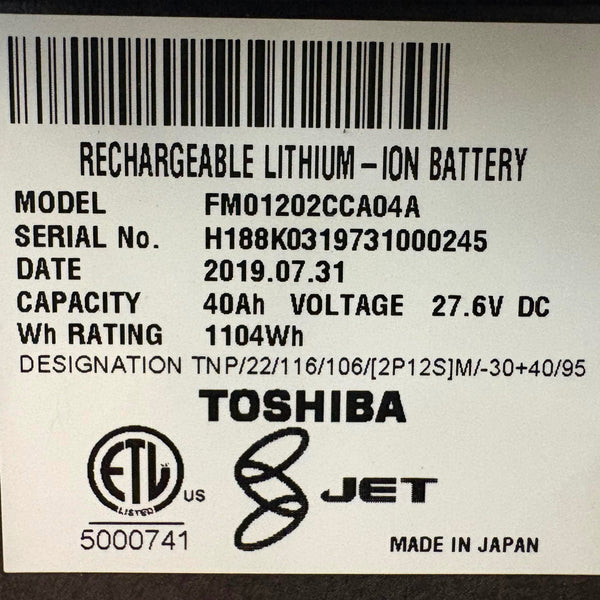 RECHARGEABLE LITHIUM-ION BATTERY
MODEL FM01202CCA04A
SERIAL No. H188K0319731000245
DATE 2019.07.31
CAPACITY 40Ah VOLTAGE 27.6V DC
Wh RATING 1104Wh
DESIGNATION TNP/22/116/106/[2P12S]M/-30+40/95
TOSHIBA
ETL LISTED US
JET
5000741
MADE IN JAPAN